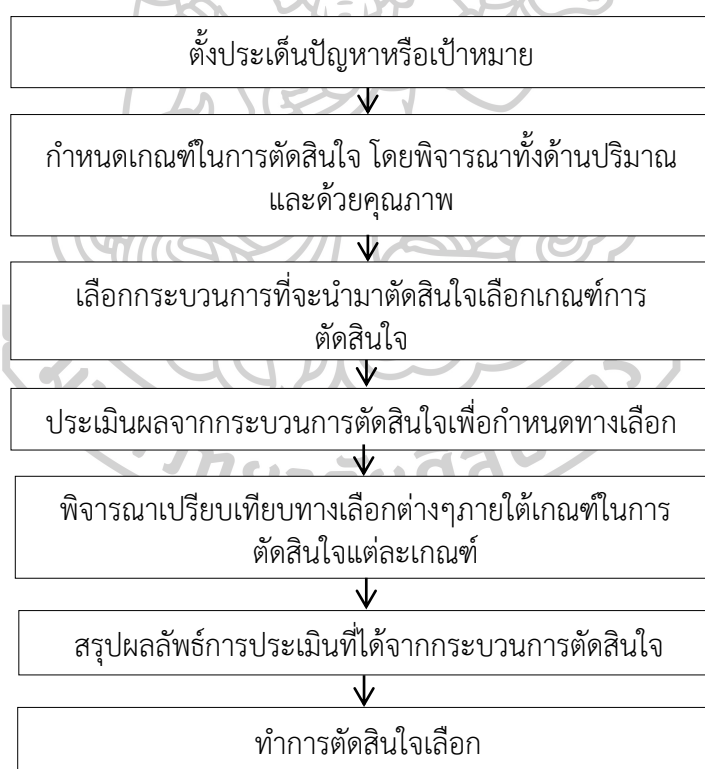 ตั้งประเด็นปัญหาหรือเป้าหมาย
กำหนดเกณฑ์ในการตัดสินใจ โดยพิจารณาทั้งด้านปริมาณ
และด้วยคุณภาพ
เลือกกระบวนการที่จะนำมาตัดสินใจเลือกเกณฑ์การ
ตัดสินใจ
ประเมินผลจากกระบวนการตัดสินใจเพื่อกำหนดทางเลือก
พิจารณาเปรียบเทียบทางเลือกต่างๆภายใต้เกณฑ์ในการ
ตัดสินใจแต่ละเกณฑ์
สรุปผลลัพธ์การประเมินที่ได้จากกระบวนการตัดสินใจ
ทำการตัดสินใจเลือก